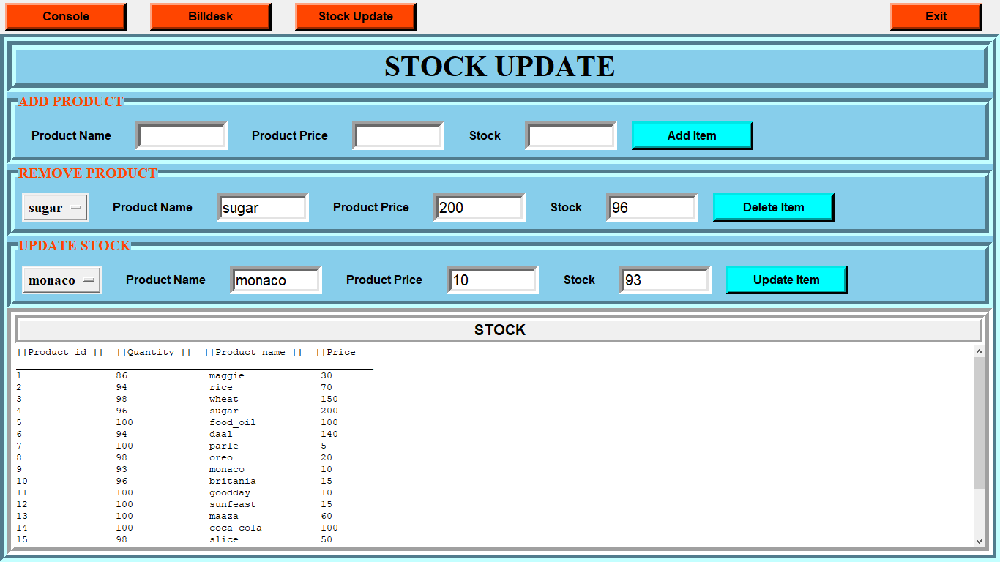 Console Billdesk Stock Update Exit
STOCK UPDATE
ADD PRODUCT
Product Name Product Price Stock Add Item
REMOVE PRODUCT
sugar Product Name sugar Product Price 200 Stock 96 Delete Item
UPDATE STOCK
monaco Product Name monaco Product Price 10 Stock 93 Update Item
STOCK
||Product id || ||Quantity || ||Product name || ||Price
1 86 maggie 30
2 94 rice 70
3 98 wheat 150
4 96 sugar 200
5 100 food_oil 100
6 94 daal 140
7 100 parle 5
8 98 oreo 20
9 93 monaco 10
10 96 britania 15
11 100 goodday 10
12 100 sunfeast 15
13 100 maaza 60
14 100 coca_cola 100
15 98 slice 50